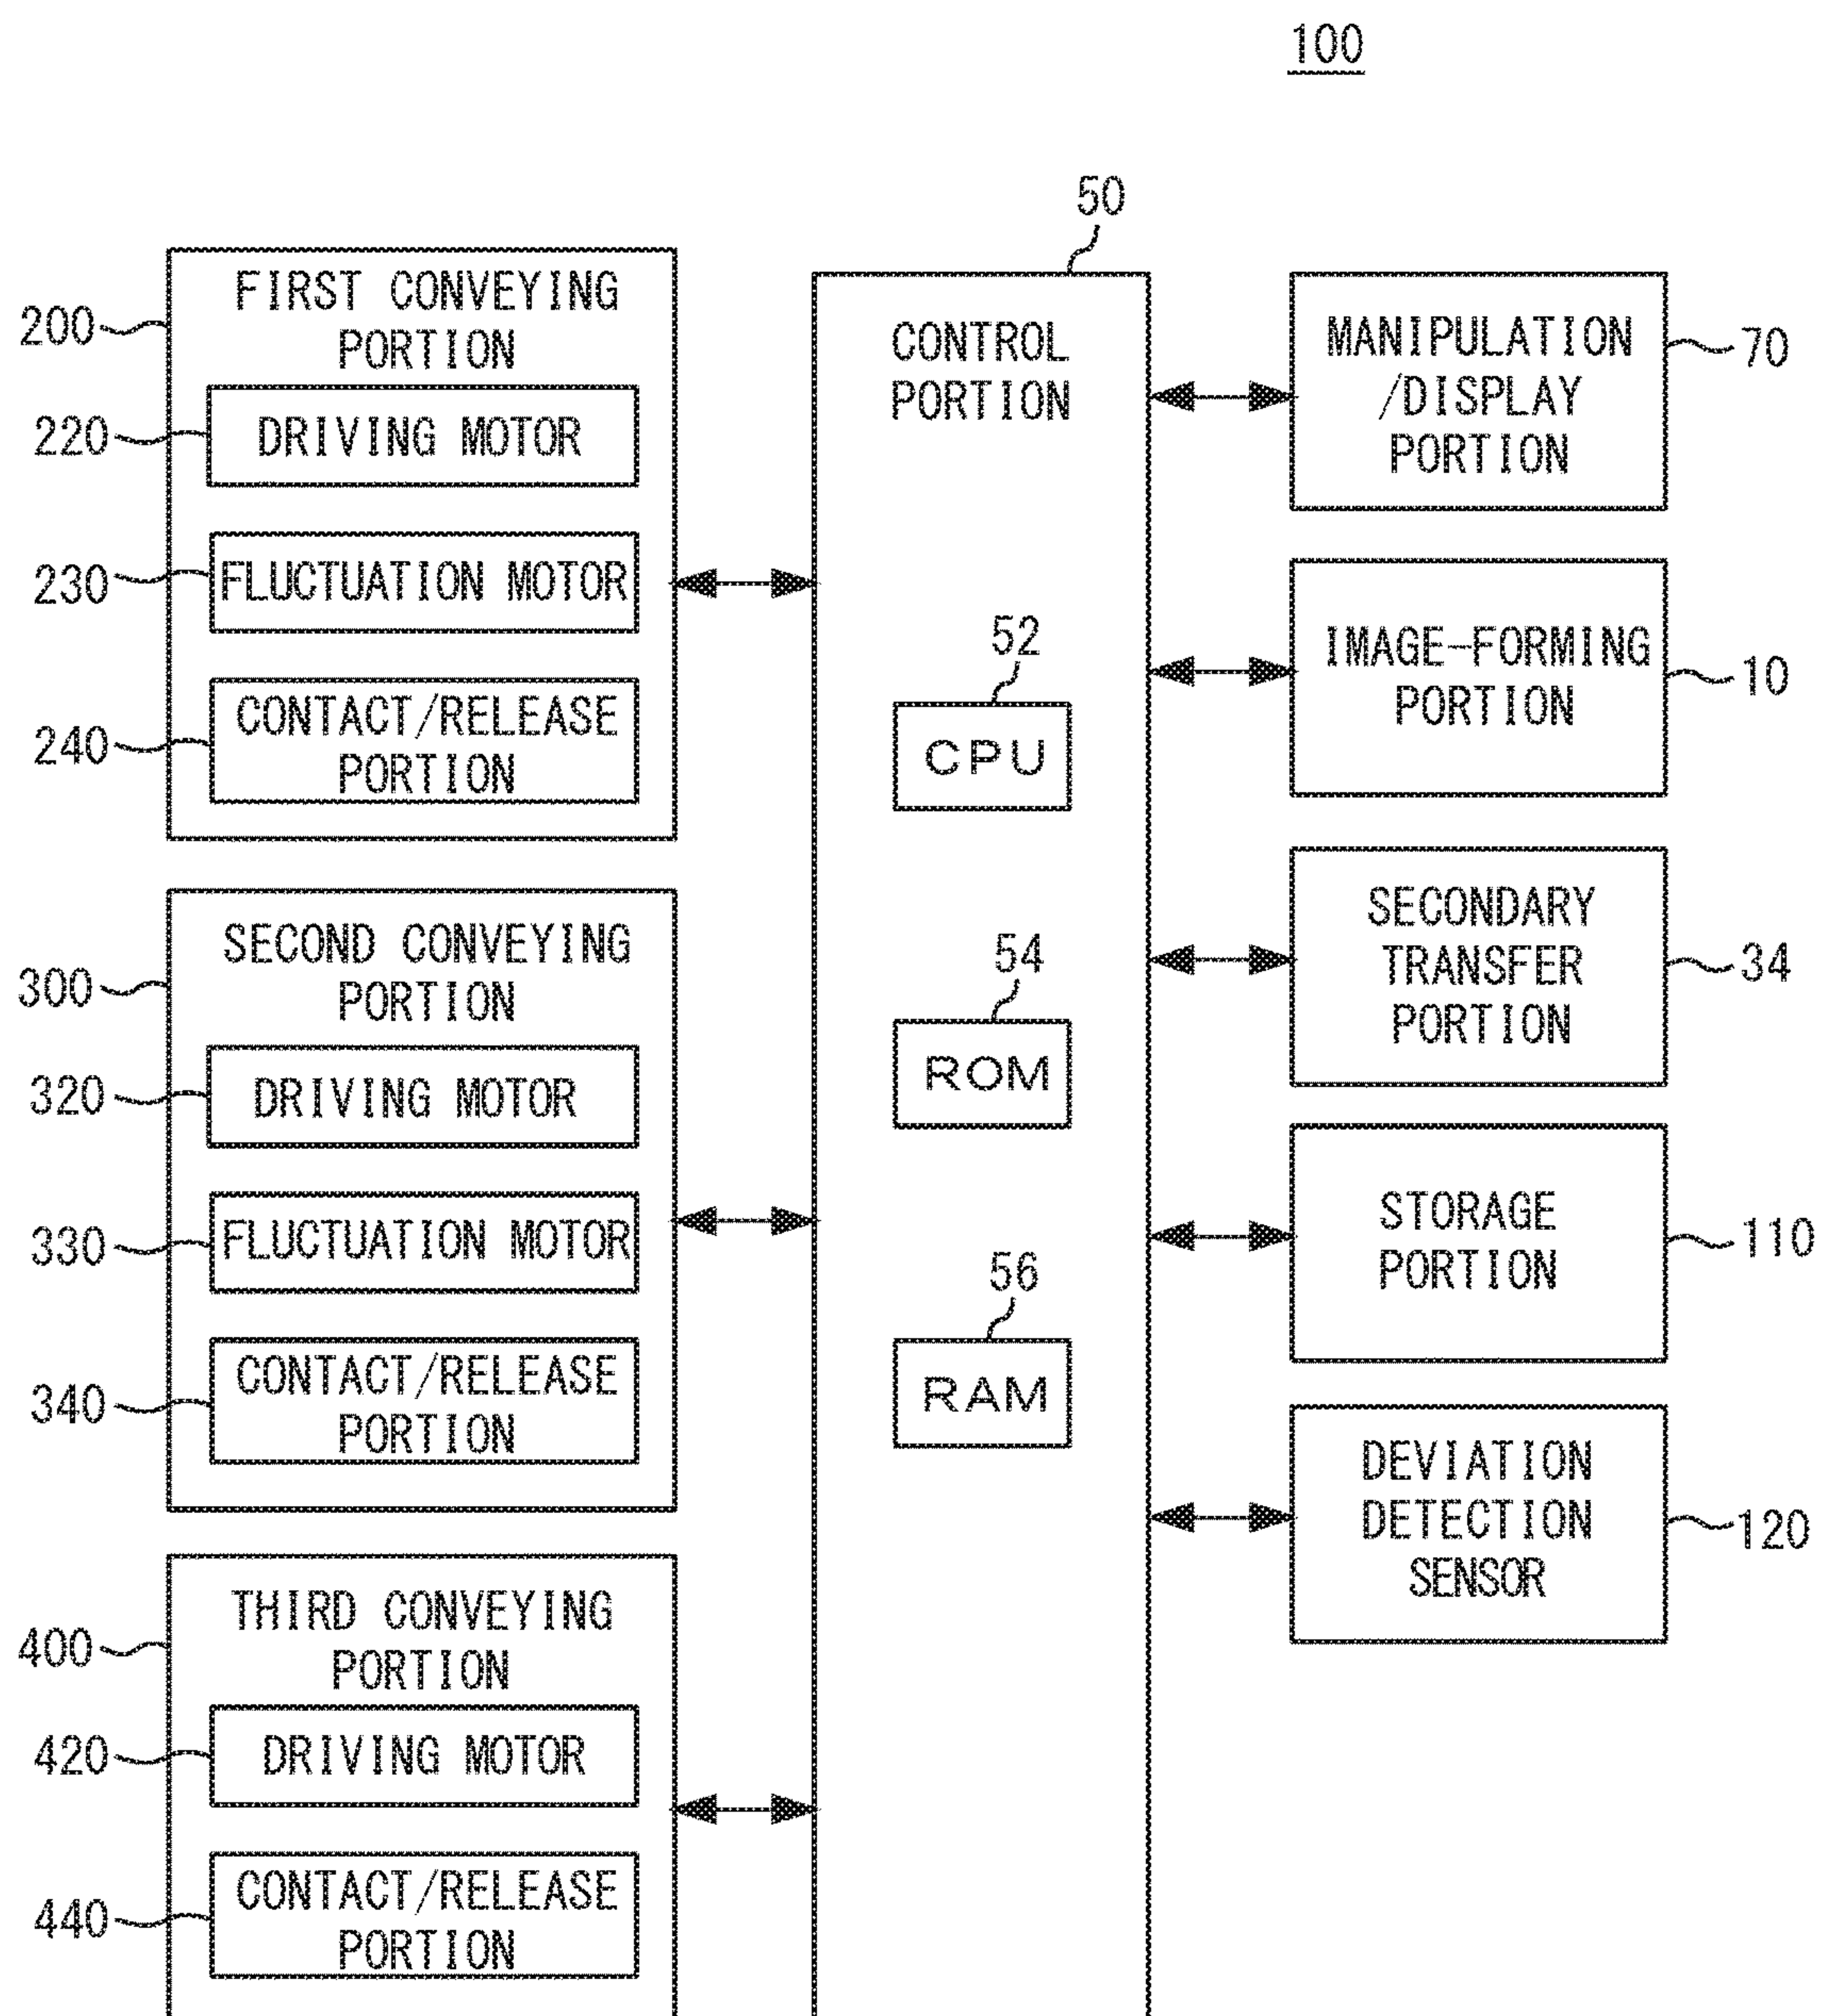 100
FIRST CONVEYING
PORTION
200
220
DRIVING MOTOR
230
FLUCTUATION MOTOR
240
CONTACT/RELEASE
PORTION
SECOND CONVEYING
PORTION
300
320
DRIVING MOTOR
330
FLUCTUATION MOTOR
340
CONTACT/RELEASE
PORTION
THIRD CONVEYING
PORTION
400
420
DRIVING MOTOR
440
CONTACT/RELEASE
PORTION
50
CONTROL
PORTION
52
CPU
54
ROM
56
RAM
MANIPULATION
/DISPLAY
PORTION
70
IMAGE-FORMING
PORTION
10
SECONDARY
TRANSFER
PORTION
34
STORAGE
PORTION
110
DEVIATION
DETECTION
SENSOR
120